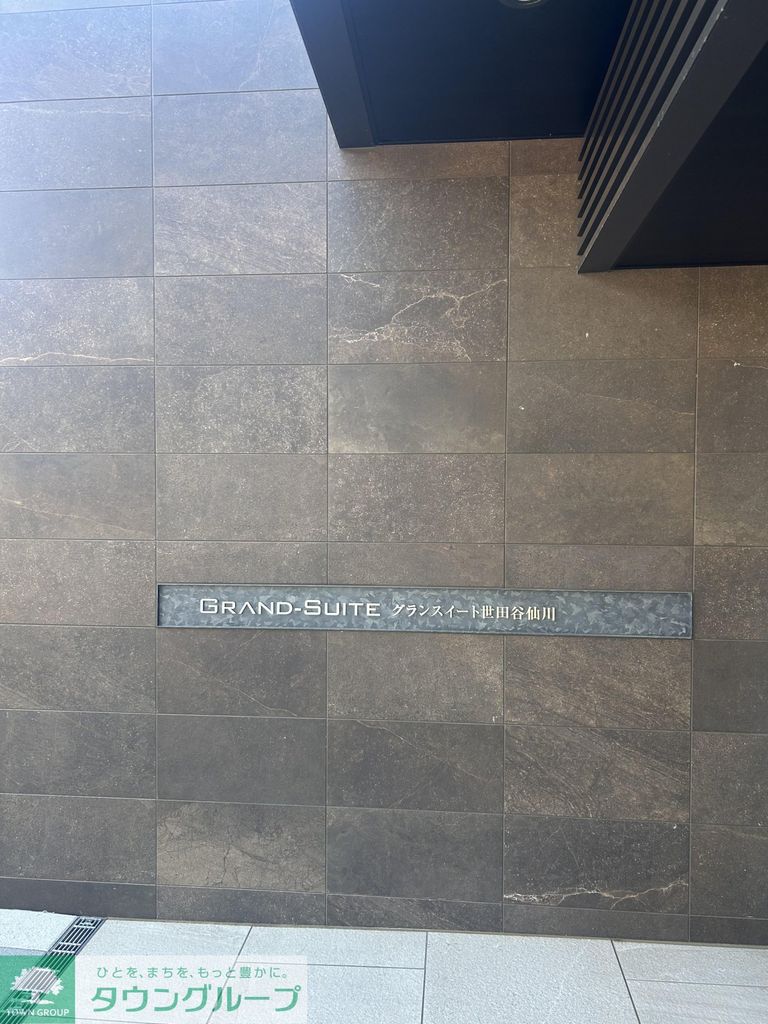 GRAND-SUITE グランスイート世田谷仙川
ひとを、まちを、もっと豊かに。
タウングループ
TOWN GROUP